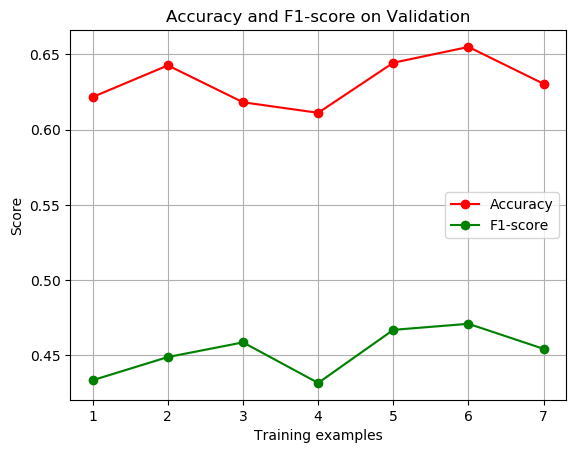 Accuracy and F1-score on Validation
Score
0.65
0.60
0.55
0.50
0.45
Accuracy
F1-score
1 2 3 4 5 6 7
Training examples